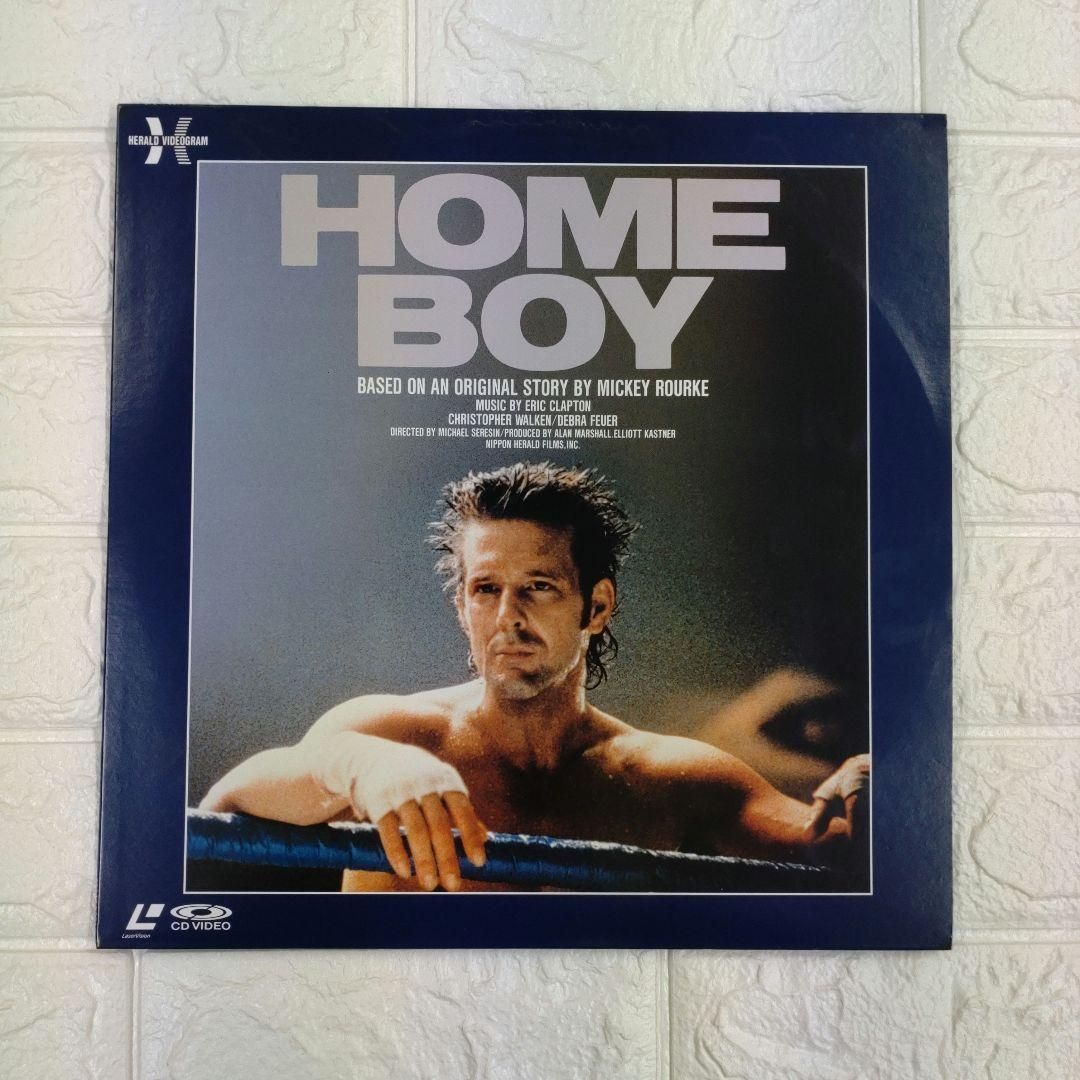 HERALD VIDEOGRAM
HOME
BOY
BASED ON AN ORIGINAL STORY BY MICKEY ROURKE
MUSIC BY ERIC CLAPTON
CHRISTOPHER WALKEN/DEBRA FEUER
DIRECTED BY MICHAEL SERESIN/PRODUCED BY ALAN MARSHALL.ELLIOTT KASTNER
NIPPON HERALD FILMS,INC.
LaserVision
CD VIDEO